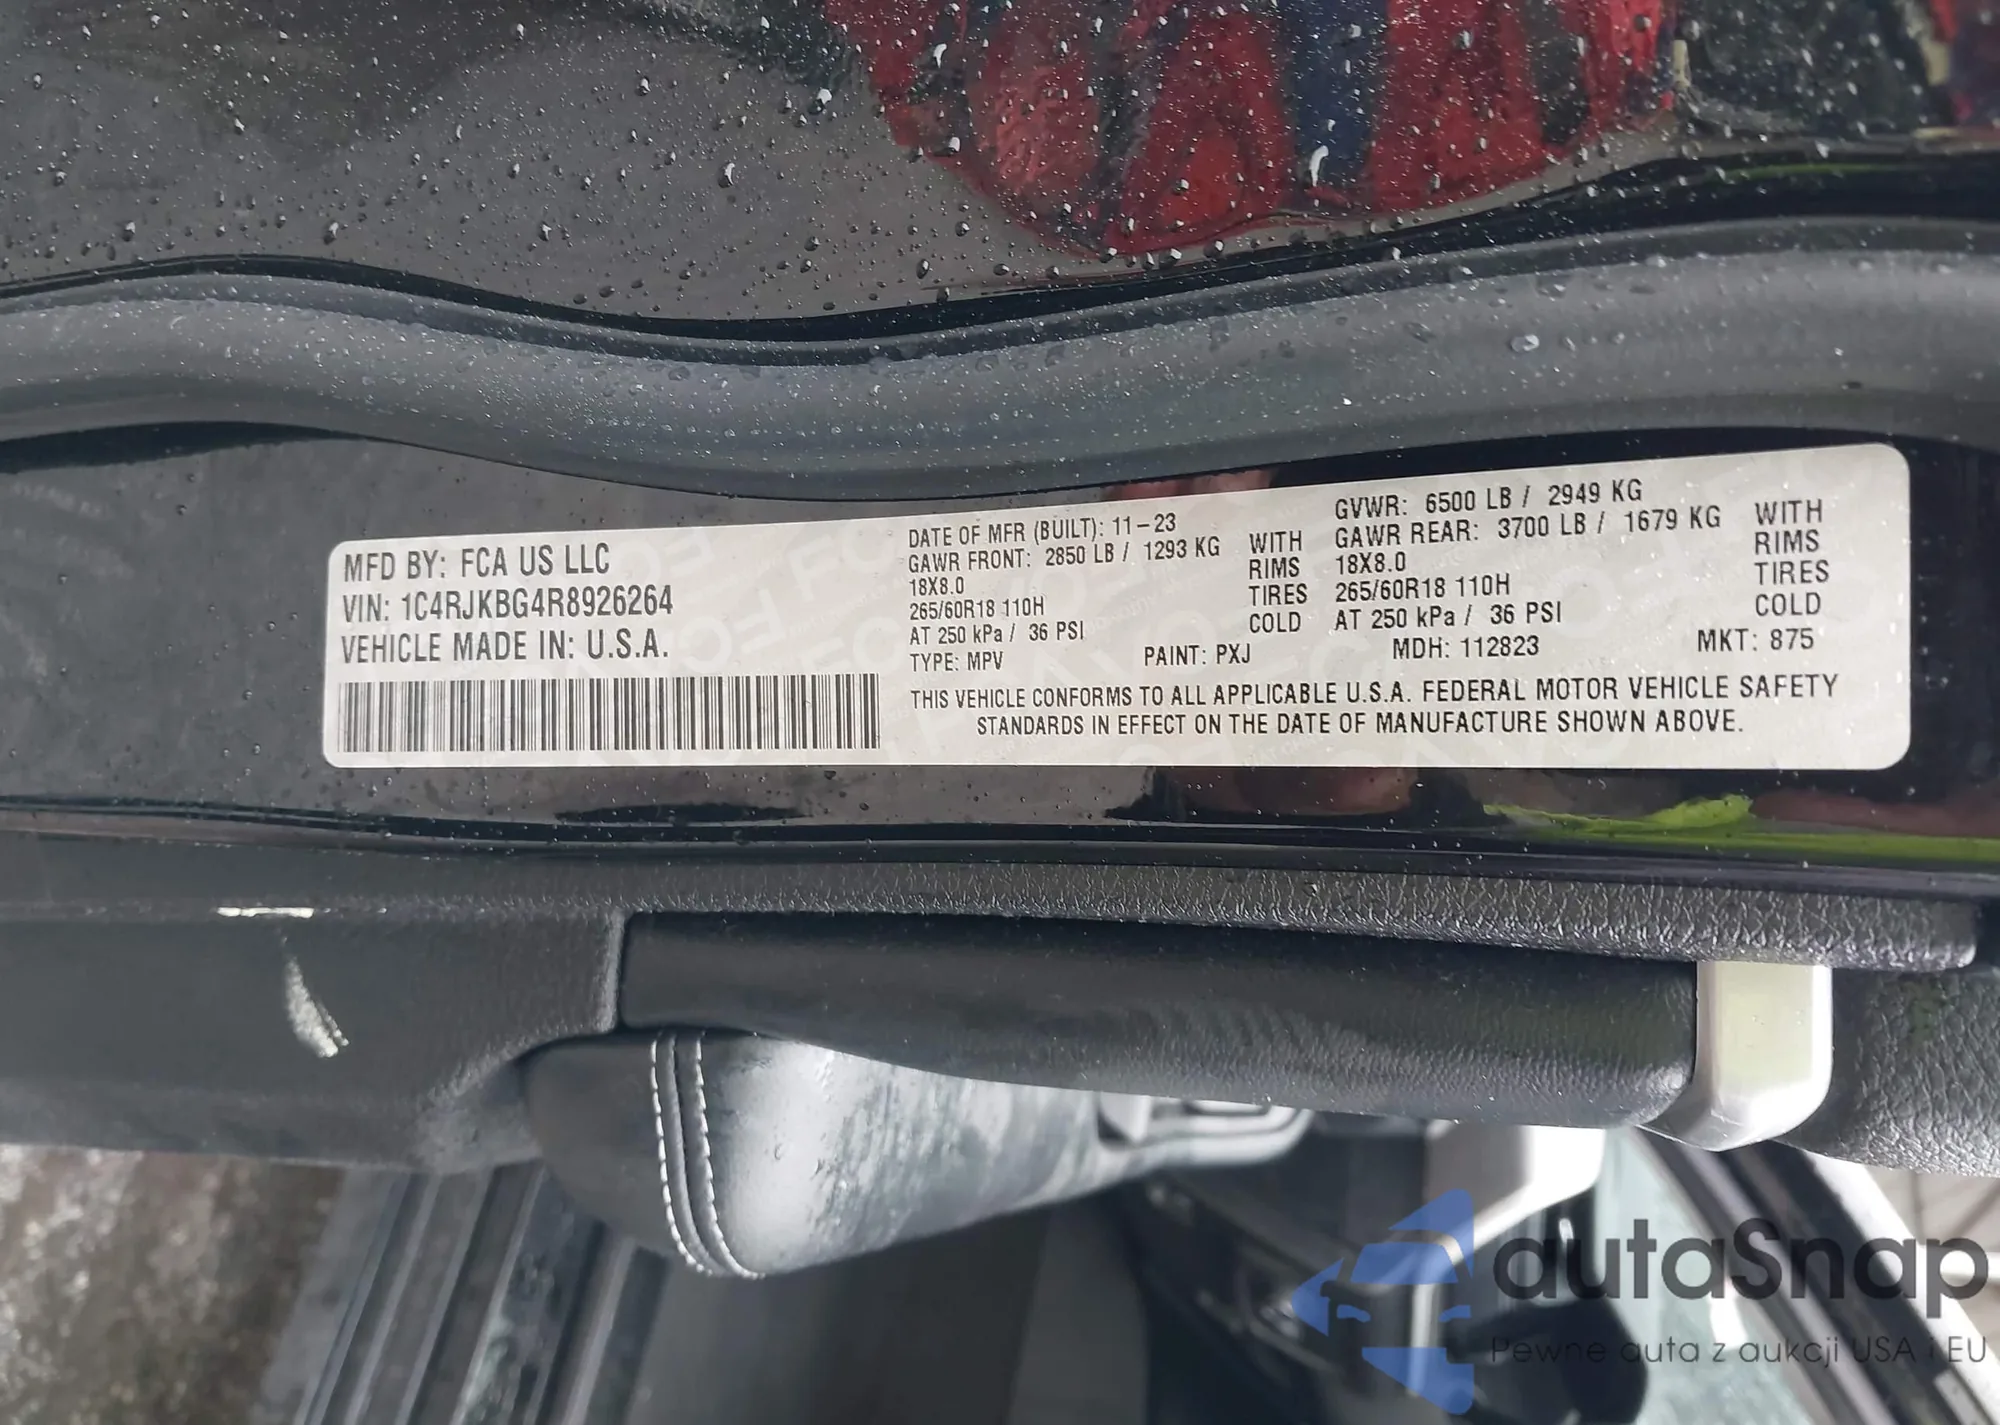 MFD BY: FCA US LLC
VIN: 1C4RJKBG4R8926264
VEHICLE MADE IN: U.S.A.
DATE OF MFR (BUILT): 11-23
GAWR FRONT: 2850 LB / 1293 KG WITH
18X8.0 RIMS
265/60R18 110H TIRES
AT 250 kPa / 36 PSI COLD
GVWR: 6500 LB / 2949 KG
GAWR REAR: 3700 LB / 1679 KG WITH
18X8.0 RIMS
265/60R18 110H TIRES
AT 250 kPa / 36 PSI COLD
TYPE: MPV PAINT: PXJ MDH: 112823 MKT: 875
THIS VEHICLE CONFORMS TO ALL APPLICABLE U.S.A. FEDERAL MOTOR VEHICLE SAFETY
STANDARDS IN EFFECT ON THE DATE OF MANUFACTURE SHOWN ABOVE.
autaSnap
Pewne auta z aukcji USA i EU